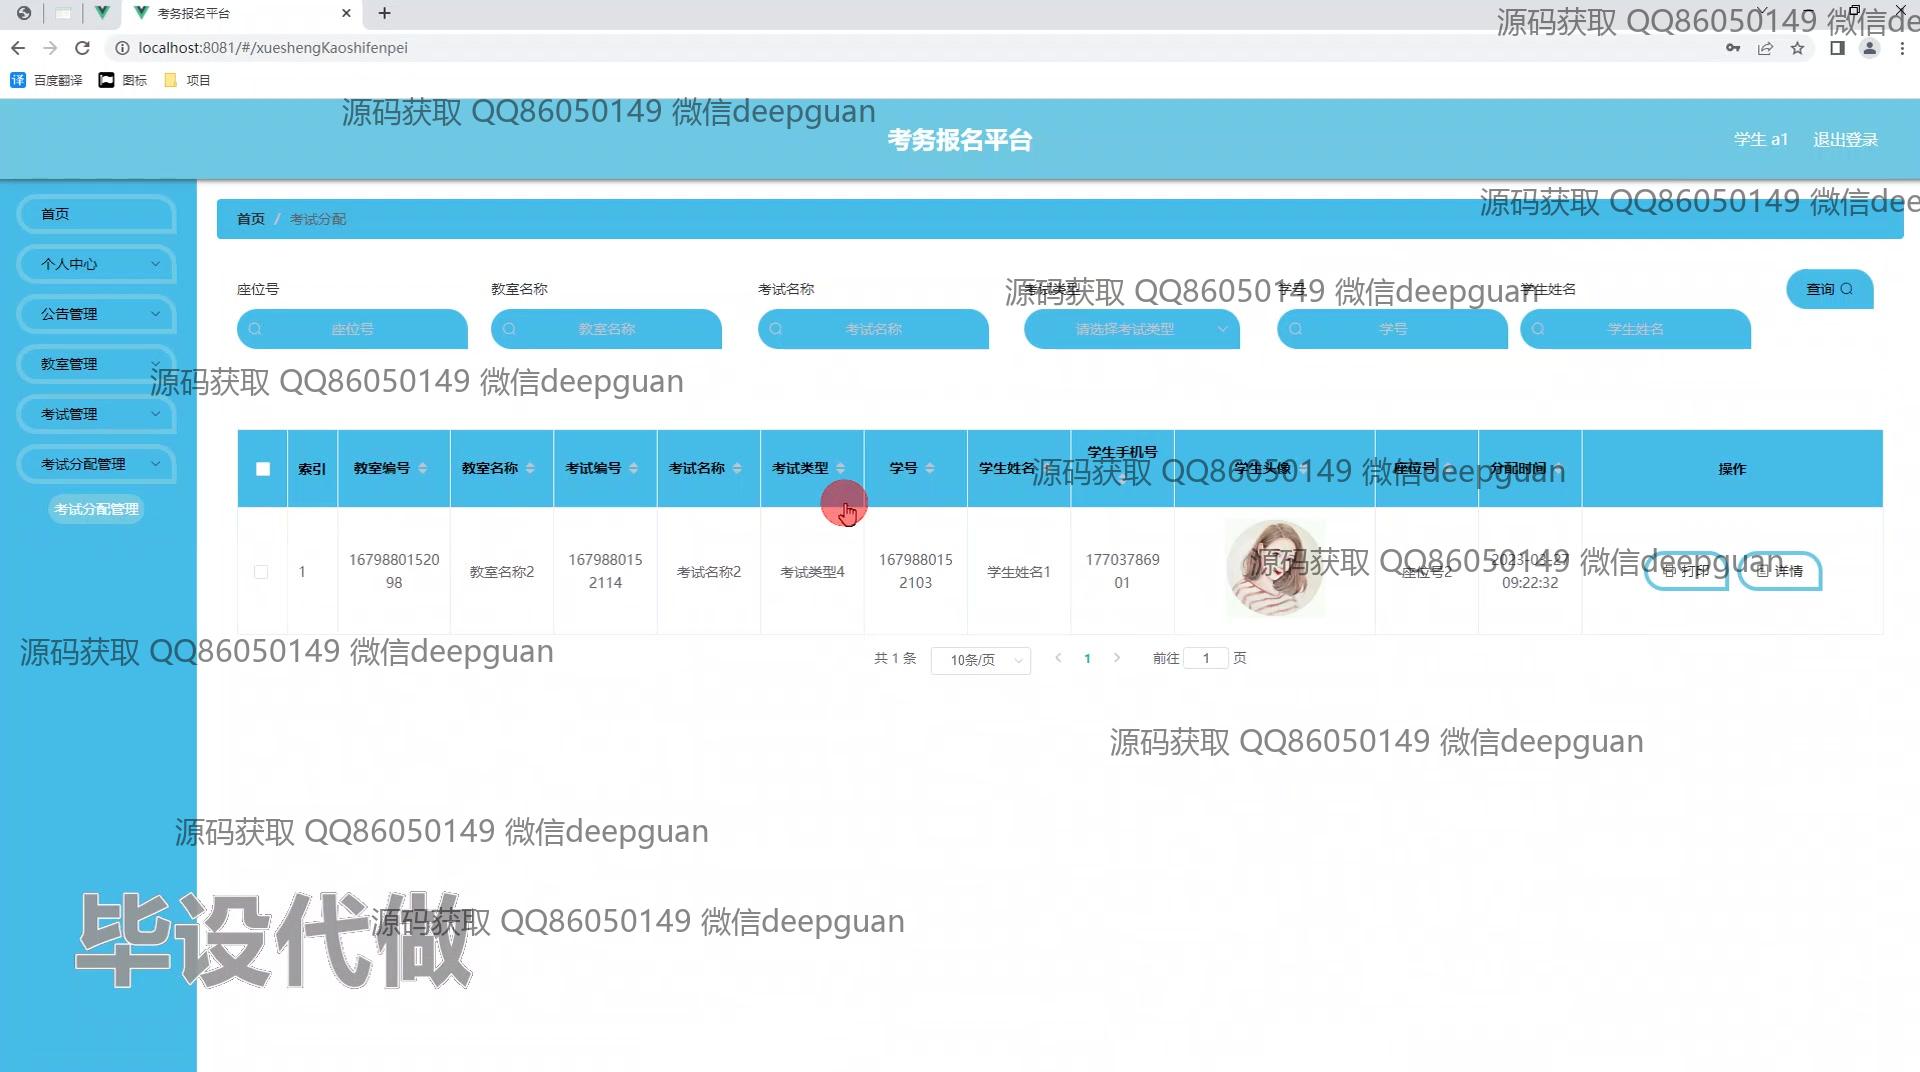 考务报名平台
localhost:8081/#/xueshengKaoshifenpei
百度翻译 图标 项目
源码获取 QQ86050149 微信de
源码获取 QQ86050149 微信deepguan
考务报名平台
学生 a1 退出登录
源码获取 QQ86050149 微信dee
首页 / 考试分配
首页
个人中心
公告管理
教室管理
考试管理
考试分配管理
考试分配管理
座位号 教室名称 考试名称 考试类型 学号 学生姓名
源码获取 QQ86050149 微信deepguan
查询
座位号 教室名称 考试名称 请选择考试类型 学号 学生姓名
源码获取 QQ86050149 微信deepguan
索引 教室编号 教室名称 考试编号 考试名称 考试类型 学号 学生姓名 学生手机号 学生头像 座位号 分配时间 操作
源码获取 QQ86050149 微信deepguan
1 1679880152098 教室名称2 1679880152114 考试名称2 考试类型4 1679880152103 学生姓名1 17703786901 座位号2 2023-03-27 09:22:32 打印 详情
源码获取 QQ86050149 微信deepguan
共 1 条 10条/页 1 前往 1 页
源码获取 QQ86050149 微信deepguan
源码获取 QQ86050149 微信deepguan
源码获取 QQ86050149 微信deepguan
毕设代做
源码获取 QQ86050149 微信deepguan